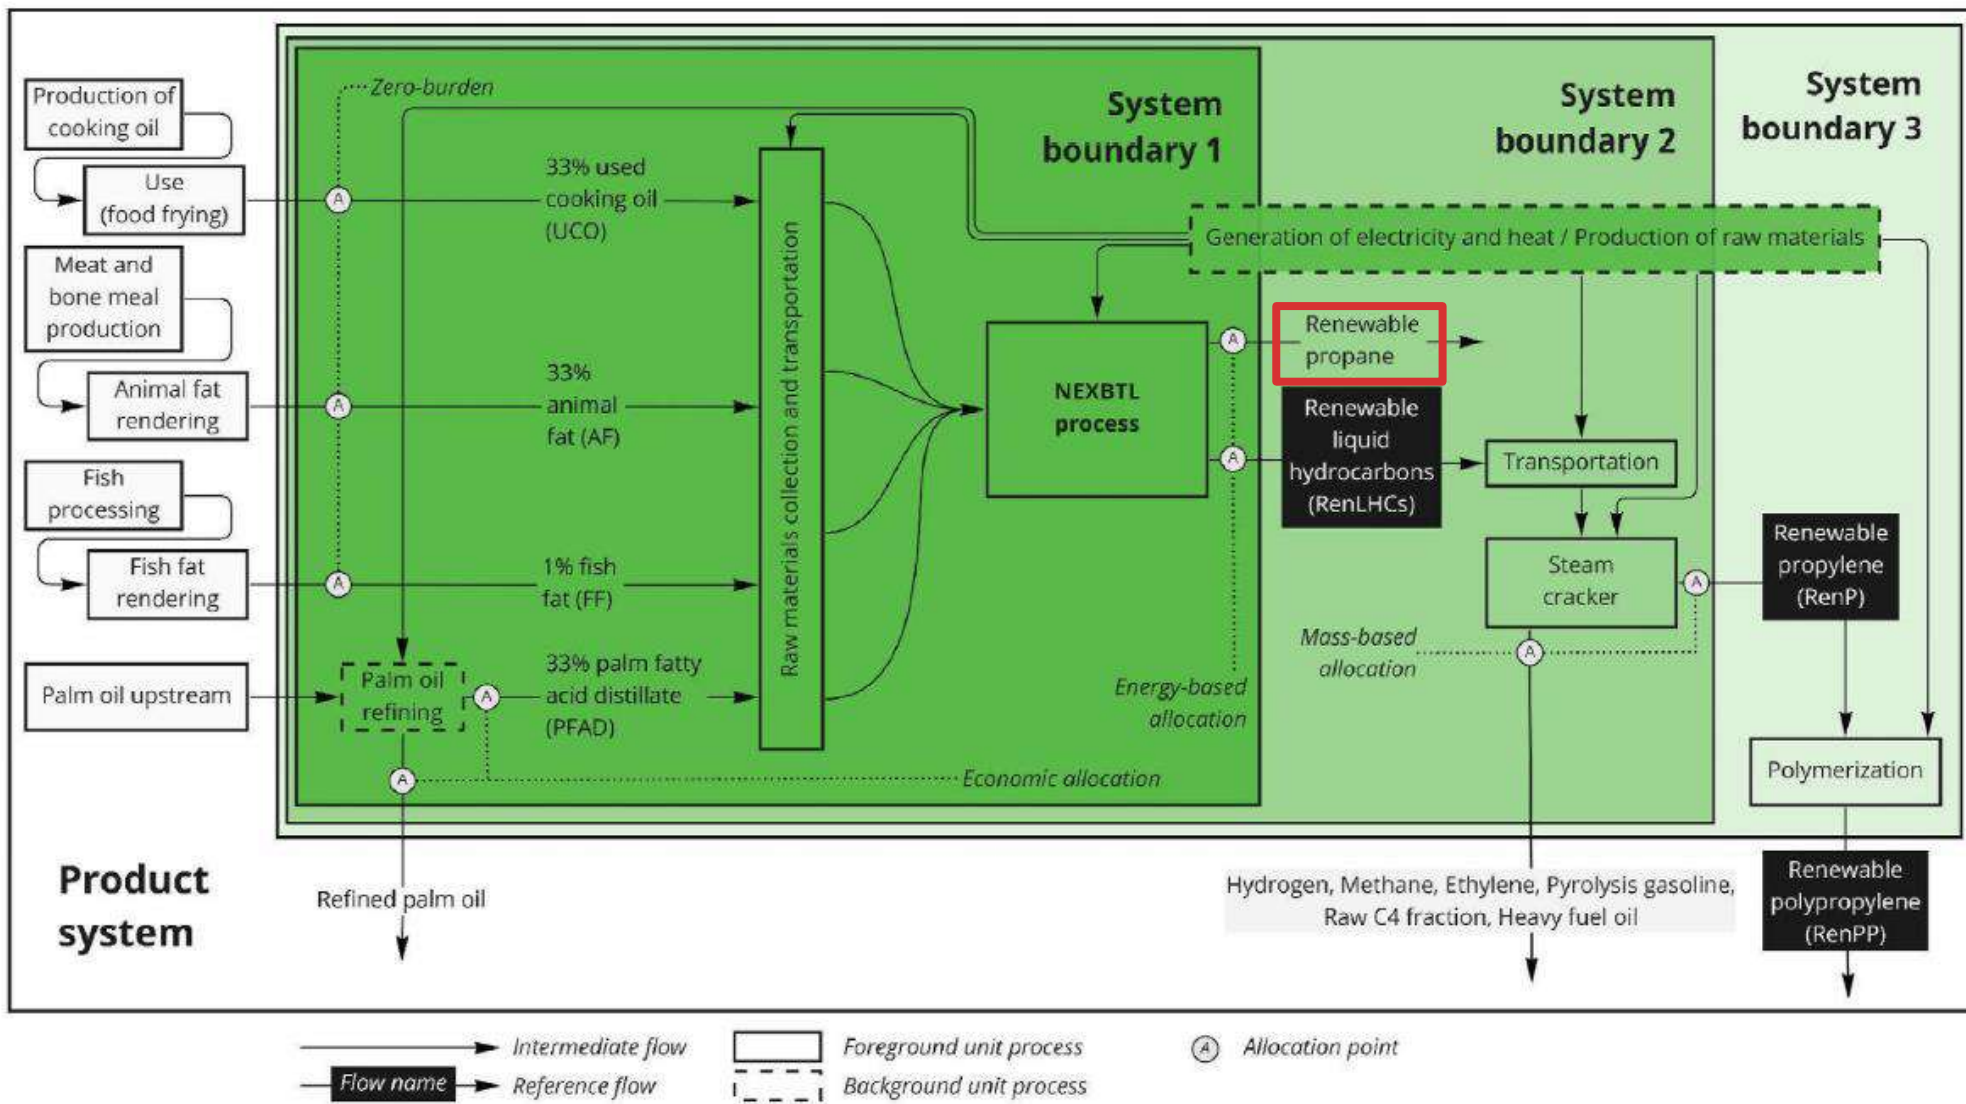 Production of
cooking oil
Use
(food frying)
Meat and
bone meal
production
Animal fat
rendering
Fish
processing
Fish fat
rendering
Palm oil upstream
Zero-burden
A
33% used
cooking oil
(UCO)
A
33%
animal
fat (AF)
A
1% fish
fat (FF)
Palm oil
refining
A
33% palm fatty
acid distillate
(PFAD)
A
Economic allocation
Refined palm oil
Raw materials collection and transportation
System
boundary 1
NEXBTL
process
A
A
Energy-based
allocation
System
boundary 2
Generation of electricity and heat / Production of raw materials
Renewable
propane
Renewable
liquid
hydrocarbons
(RenLHCs)
Transportation
Steam
cracker
A
Mass-based
allocation
A
Hydrogen, Methane, Ethylene, Pyrolysis gasoline,
Raw C4 fraction, Heavy fuel oil
System
boundary 3
Renewable
propylene
(RenP)
Polymerization
Renewable
polypropylene
(RenPP)
Product
system
Intermediate flow
Flow name
Reference flow
Foreground unit process
Background unit process
A
Allocation point